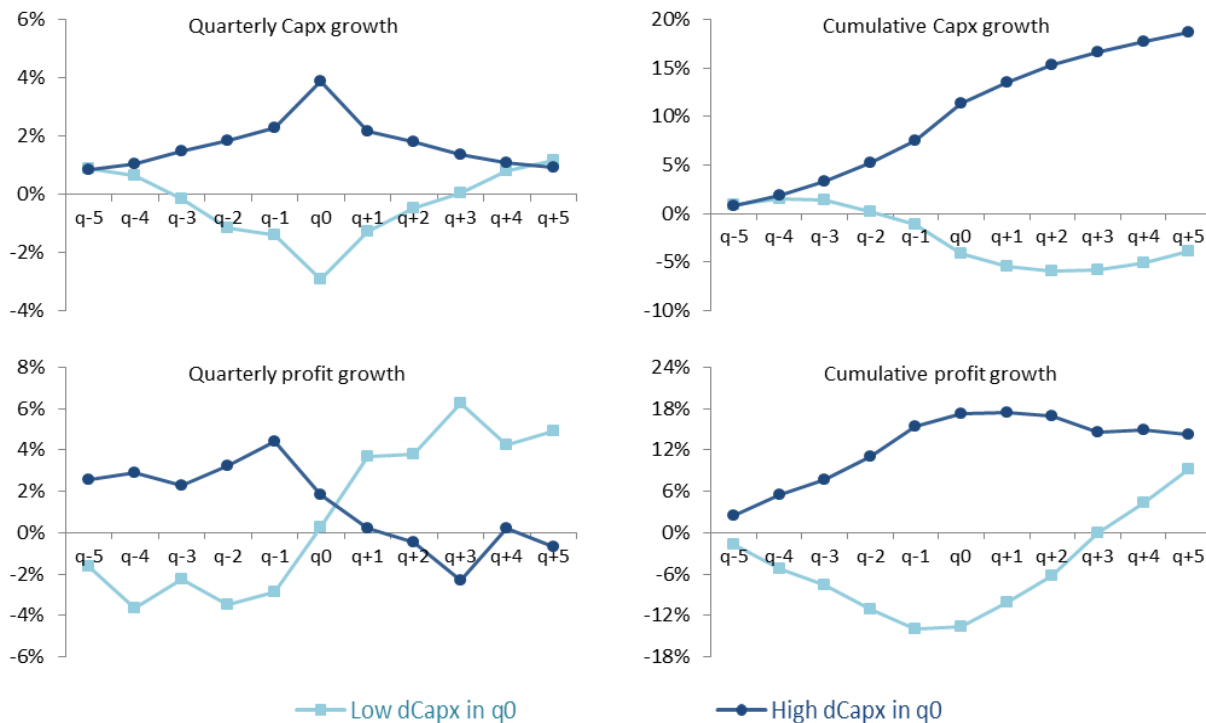 Quarterly Capx growth
6%
4%
2%
0%
-2%
-4%
q-5 q-4 q-3 q-2 q-1 q0 q+1 q+2 q+3 q+4 q+5
Cumulative Capx growth
20%
15%
10%
5%
0%
-5%
-10%
q-5 q-4 q-3 q-2 q-1 q0 q+1 q+2 q+3 q+4 q+5
Quarterly profit growth
8%
6%
4%
2%
0%
-2%
-4%
-6%
q-5 q-4 q-3 q-2 q-1 q0 q+1 q+2 q+3 q+4 q+5
Cumulative profit growth
24%
18%
12%
6%
0%
-6%
-12%
-18%
q-5 q-4 q-3 q-2 q-1 q0 q+1 q+2 q+3 q+4 q+5
Low dCapx in q0
High dCapx in q0